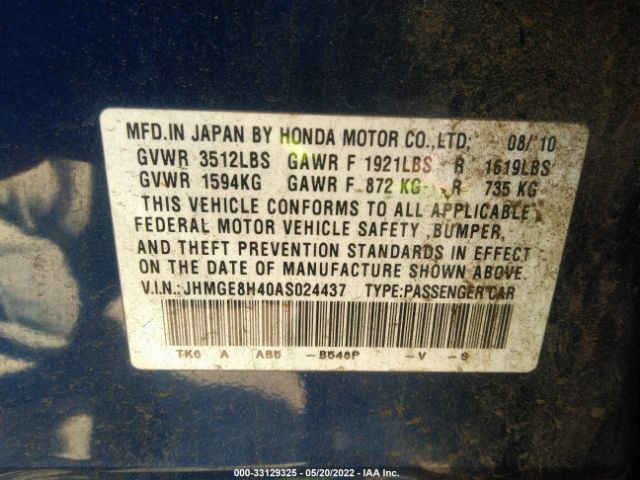 MFD.IN JAPAN BY HONDA MOTOR CO.,LTD; 08/'10
GVWR 3512LBS GAWR F 1921LBS R 1619LBS
GVWR 1594KG GAWR F 872 KG R 735 KG
THIS VEHICLE CONFORMS TO ALL APPLICABLE
FEDERAL MOTOR VEHICLE SAFETY ,BUMPER,
AND THEFT PREVENTION STANDARDS IN EFFECT
ON THE DATE OF MANUFACTURE SHOWN ABOVE.
V.I.N.: JHMGE8H40AS024437 TYPE:PASSENGER CAR
TK6 A AB5 -B548P -V -S
000-33129325 - 05/20/2022 - IAA Inc.